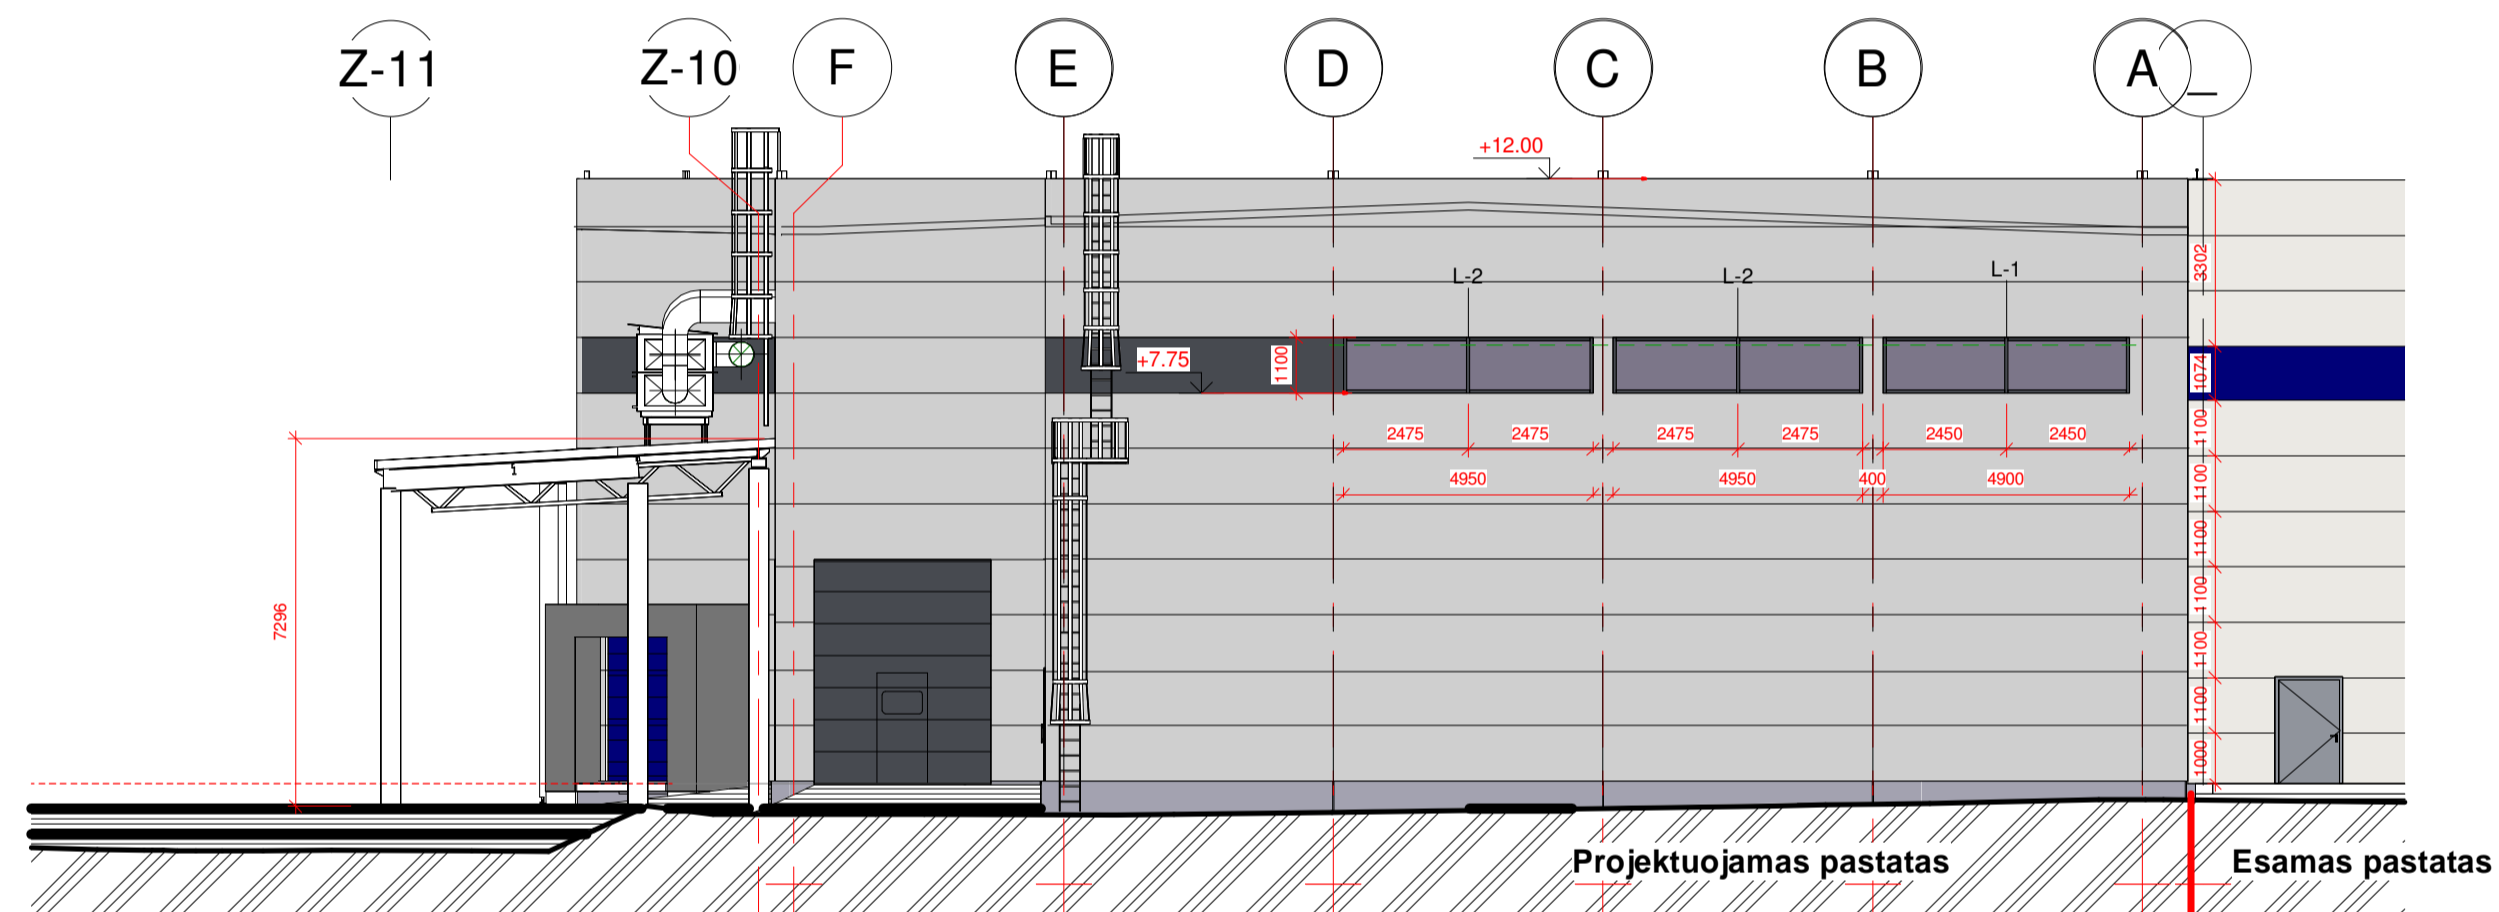 Z-11
Z-10
F
E
D
C
B
A
_
+12.00
L-2
L-2
L-1
3302
+7.75
1100
1074
2475
2475
2475
2475
2450
2450
4950
4950
400
4900
1100
1100
1100
1100
1100
1100
1000
7296
Projektuojamas pastatas
Esamas pastatas